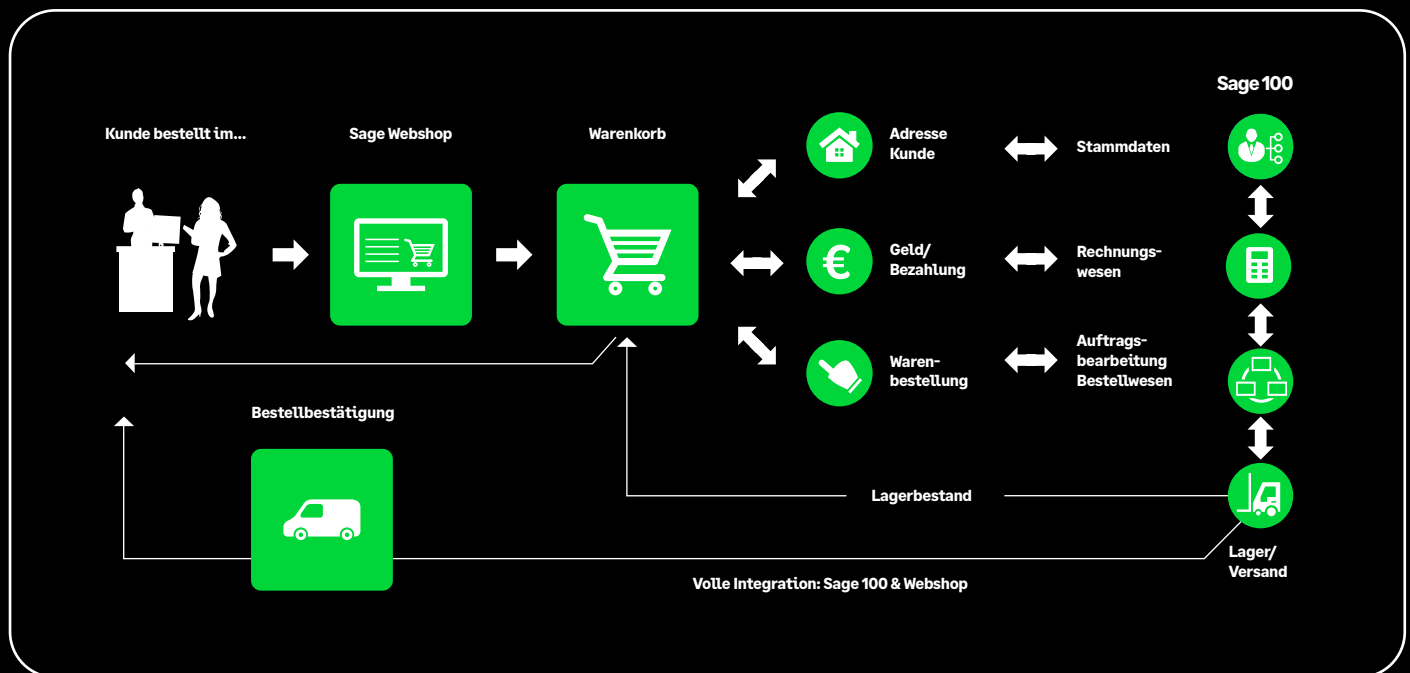 Sage 100
Kunde bestellt im...
Sage Webshop
Warenkorb
Adresse
Kunde
Stammdaten
Geld/
Bezahlung
Rechnungs-
wesen
Waren-
bestellung
Auftrags-
bearbeitung
Bestellwesen
Bestellbestätigung
Lagerbestand
Lager/
Versand
Volle Integration: Sage 100 & Webshop